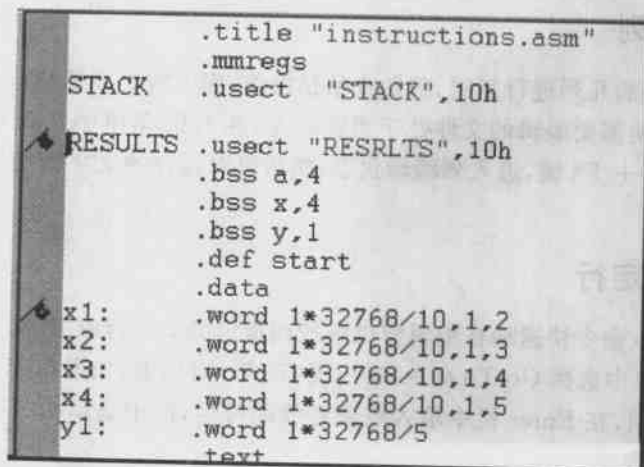 .title "instructions.asm"
.mmregs
STACK .usect "STACK",10h
RESULTS .usect "RESRLTS",10h
.bss a,4
.bss x,4
.bss y,1
.def start
.data
x1: .word 1*32768/10,1,2
x2: .word 1*32768/10,1,3
x3: .word 1*32768/10,1,4
x4: .word 1*32768/10,1,5
y1: .word 1*32768/5
.text